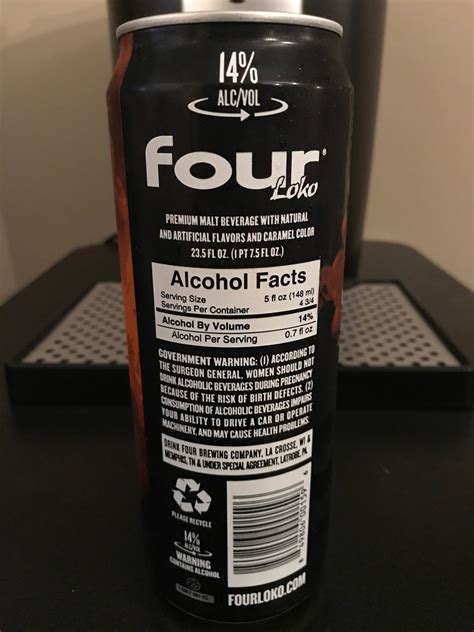 14%
ALC/VOL
four®
Loko
PREMIUM MALT BEVERAGE WITH NATURAL
AND ARTIFICIAL FLAVORS AND CARAMEL COLOR
23.5 FL OZ. (1 PT 7.5 FL OZ.)
Alcohol Facts
Serving Size 5 fl oz (148 ml)
Servings Per Container 4 3/4
Alcohol By Volume 14%
Alcohol Per Serving 0.7 fl oz
GOVERNMENT WARNING: (1) ACCORDING TO
THE SURGEON GENERAL, WOMEN SHOULD NOT
DRINK ALCOHOLIC BEVERAGES DURING PREGNANCY
BECAUSE OF THE RISK OF BIRTH DEFECTS. (2)
CONSUMPTION OF ALCOHOLIC BEVERAGES IMPAIRS
YOUR ABILITY TO DRIVE A CAR OR OPERATE
MACHINERY, AND MAY CAUSE HEALTH PROBLEMS.
DRINK FOUR BREWING COMPANY, LA CROSSE, WI &
MEMPHIS, TN & UNDER SPECIAL AGREEMENT, LATROBE, PA.
PLEASE RECYCLE
14%
ALC/VOL
WARNING
CONTAINS ALCOHOL
8 49806 00159
FOURLOKO.COM